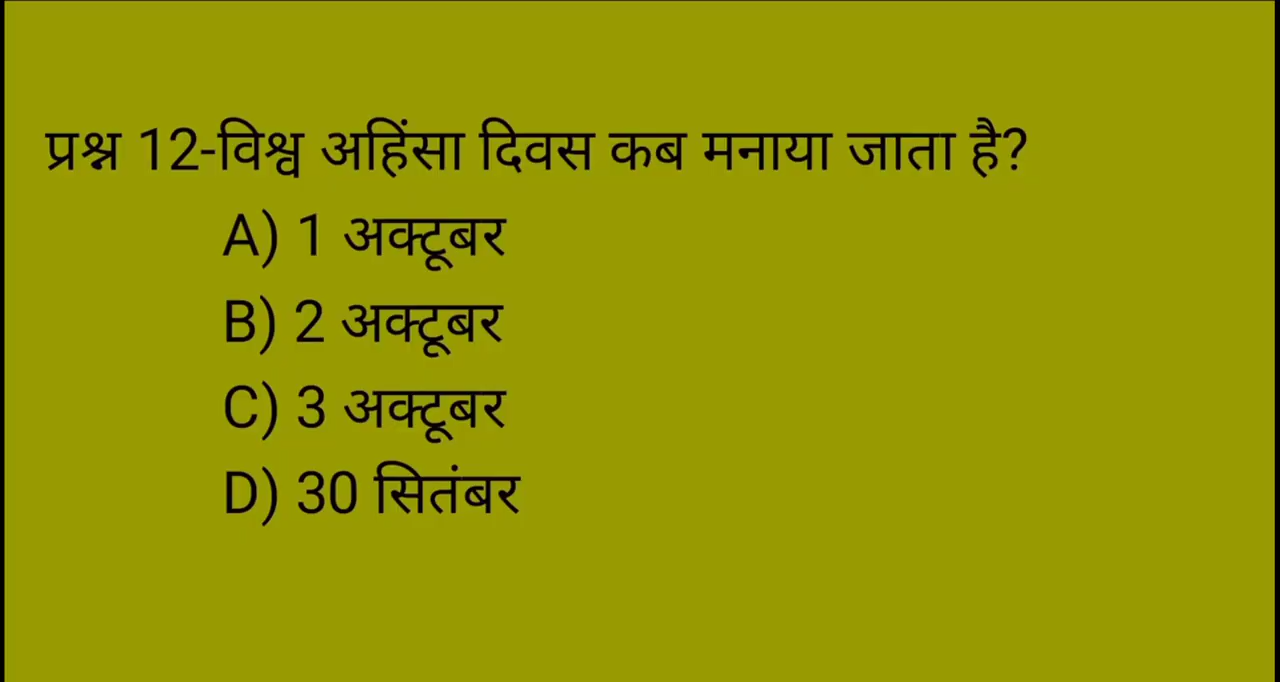 प्रश्न 12-विश्व अहिंसा दिवस कब मनाया जाता है?
A) 1 अक्टूबर
B) 2 अक्टूबर
C) 3 अक्टूबर
D) 30 सितंबर